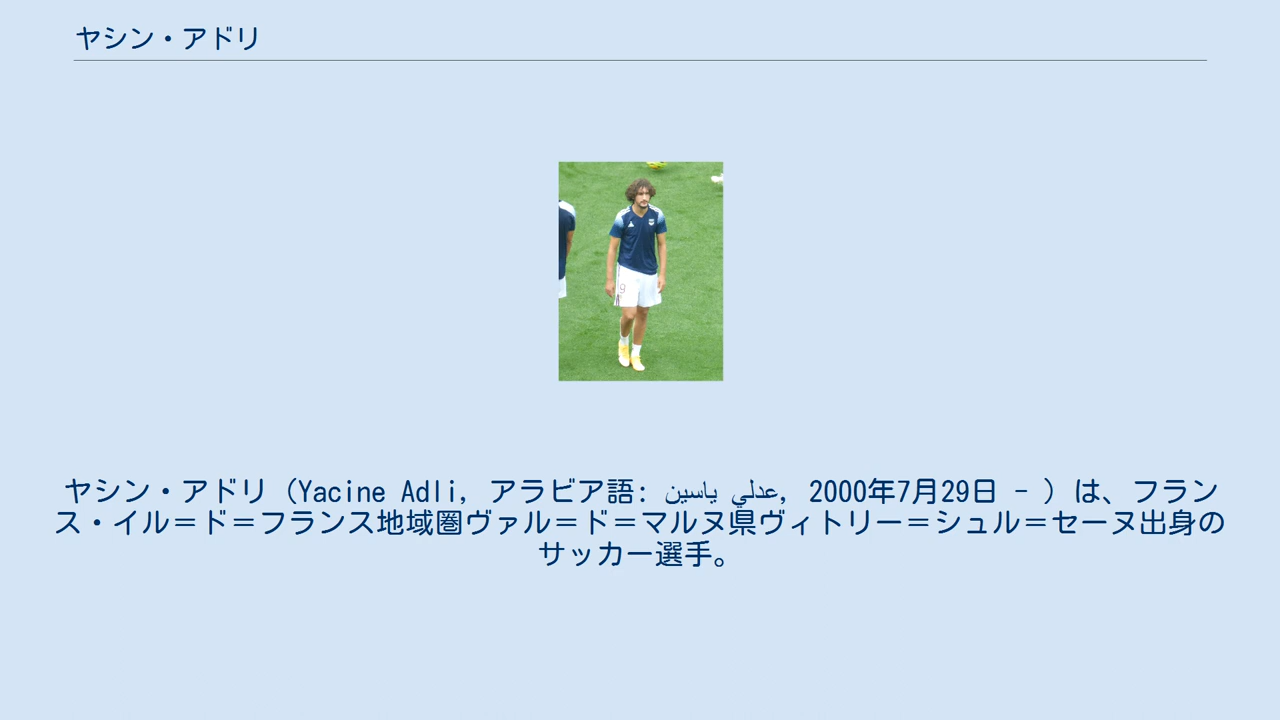 ヤシン・アドリ
9
ヤシン・アドリ（Yacine Adli, アラビア語: ياسين عدلي, 2000年7月29日 - ）は、フラン
ス・イル＝ド＝フランス地域圏ヴァル＝ド＝マルヌ県ヴィトリー＝シュル＝セーヌ出身の
サッカー選手。